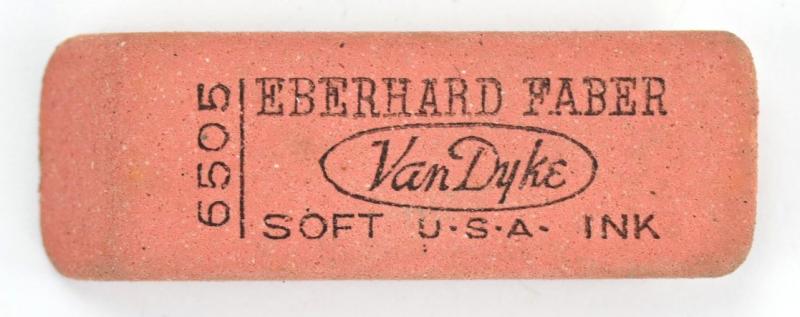 6505
EBERHARD FABER
Van Dyke
SOFT U·S·A· INK